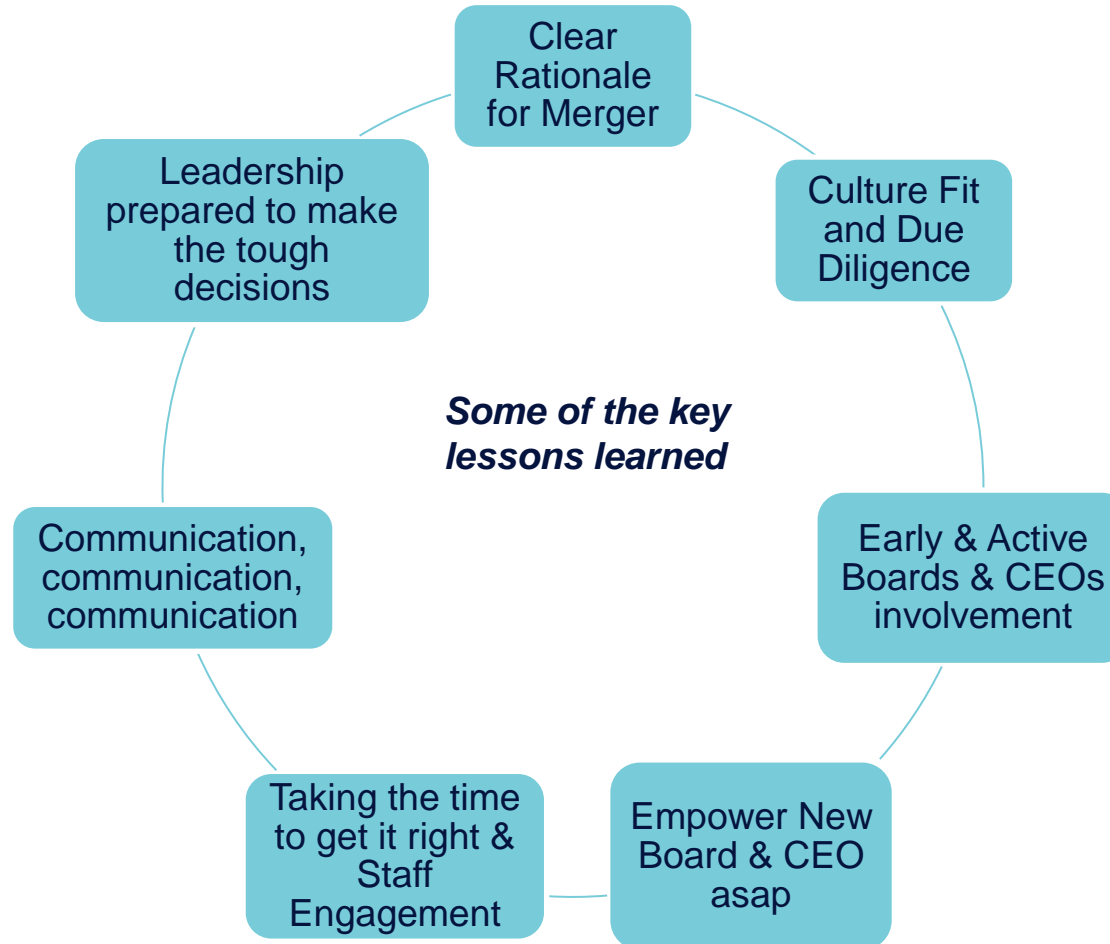 Clear
Rationale
for Merger
Culture Fit
and Due
Diligence
Early & Active
Boards & CEOs
involvement
Empower New
Board & CEO
asap
Taking the time
to get it right &
Staff
Engagement
Communication,
communication,
communication
Leadership
prepared to make
the tough
decisions
Some of the key
lessons learned